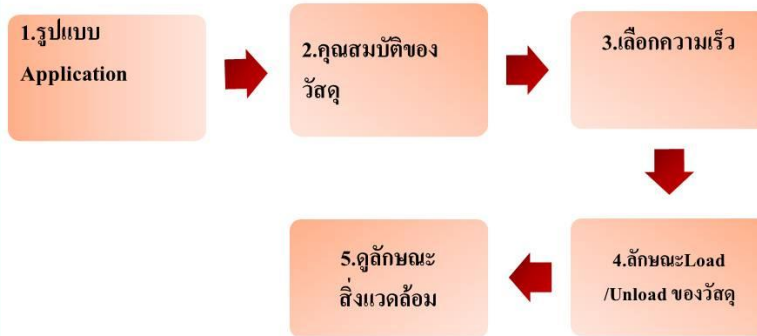 1.รูปแบบ
Application
2.คุณสมบัติของ
วัสดุ
3.เลือกความเร็ว
4.ลักษณะLoad
/Unload ของวัสดุ
5.ดูลักษณะ
สิ่งแวดล้อม